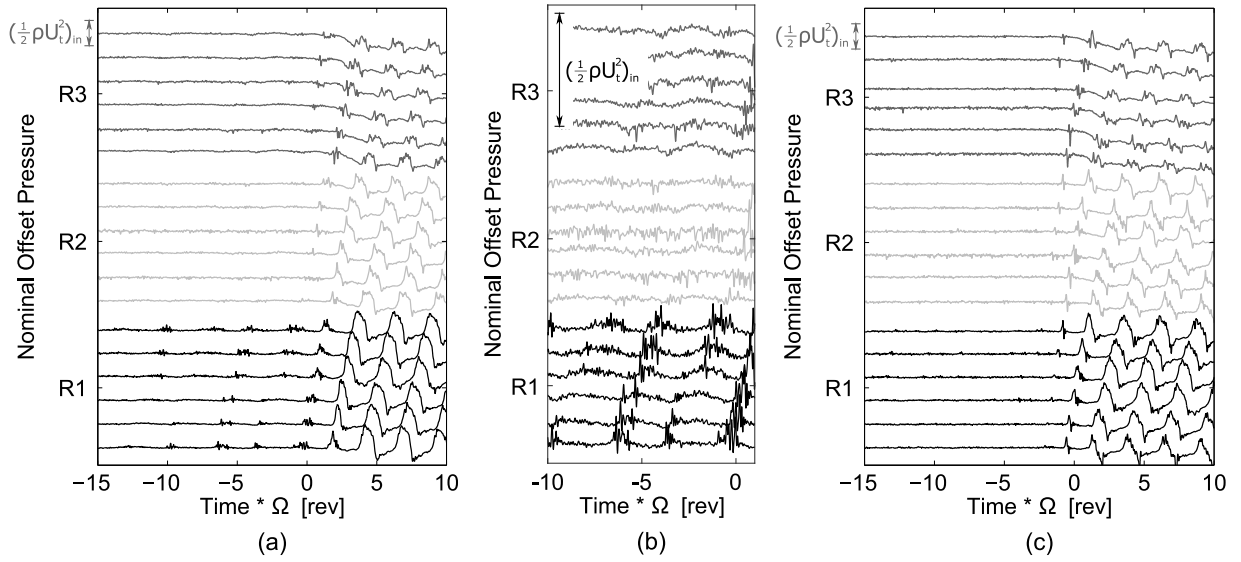 (½ρU_t²)_in
Nominal Offset Pressure
R3
R2
R1
−15 −10 −5 0 5 10
Time * Ω [rev]
(a)
(½ρU_t²)_in
Nominal Offset Pressure
R3
R2
R1
-10 -5 0
Time * Ω [rev]
(b)
(½ρU_t²)_in
Nominal Offset Pressure
R3
R2
R1
−15 −10 −5 0 5 10
Time * Ω [rev]
(c)